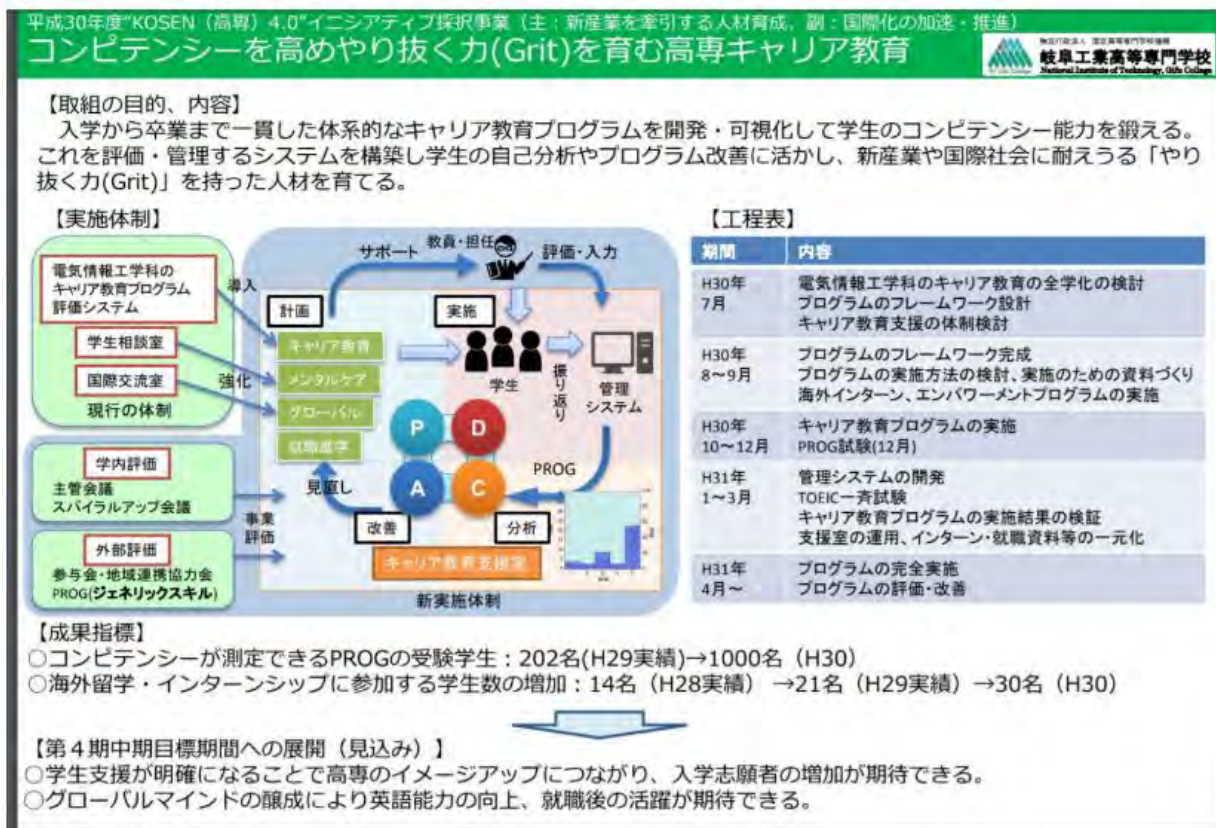 平成30年度"KOSEN（高専）4.0"イニシアティブ採択事業（主：新産業を牽引する人材育成，副：国際化の加速・推進）
コンピテンシーを高めやり抜く力(Grit)を育む高専キャリア教育
独立行政法人 国立高等専門学校機構
岐阜工業高等専門学校
National Institute of Technology, Gifu College
【取組の目的、内容】
入学から卒業まで一貫した体系的なキャリア教育プログラムを開発・可視化して学生のコンピテンシー能力を鍛える。
これを評価・管理するシステムを構築し学生の自己分析やプログラム改善に活かし、新産業や国際社会に耐えうる「やり
抜く力(Grit)」を持った人材を育てる。
【実施体制】
電気情報工学科の
キャリア教育プログラム
評価システム
学生相談室
国際交流室
現行の体制
導入
強化
学内評価
主管会議
スパイラルアップ会議
外部評価
参与会・地域連携協力会
PROG(ジェネリックスキル)
事業
評価
サポート
教員・担任
評価・入力
計画
実施
キャリア教育
メンタルケア
グローバル
就職進学
学生
振り返り
管理
システム
P
D
A
C
PROG
見直し
改善
分析
キャリア教育支援室
新実施体制
【工程表】
期間 内容
H30年
7月
電気情報工学科のキャリア教育の全学化の検討
プログラムのフレームワーク設計
キャリア教育支援の体制検討
H30年
8～9月
プログラムのフレームワーク完成
プログラムの実施方法の検討、実施のための資料づくり
海外インターン、エンパワーメントプログラムの実施
H30年
10～12月
キャリア教育プログラムの実施
PROG試験(12月)
H31年
1～3月
管理システムの開発
TOEIC一斉試験
キャリア教育プログラムの実施結果の検証
支援室の運用、インターン・就職資料等の一元化
H31年
4月～
プログラムの完全実施
プログラムの評価・改善
【成果指標】
○コンピテンシーが測定できるPROGの受験学生：202名(H29実績)→1000名（H30）
○海外留学・インターンシップに参加する学生数の増加：14名（H28実績） →21名（H29実績）→30名（H30）
【第４期中期目標期間への展開（見込み）】
○学生支援が明確になることで高専のイメージアップにつながり、入学志願者の増加が期待できる。
○グローバルマインドの醸成により英語能力の向上、就職後の活躍が期待できる。